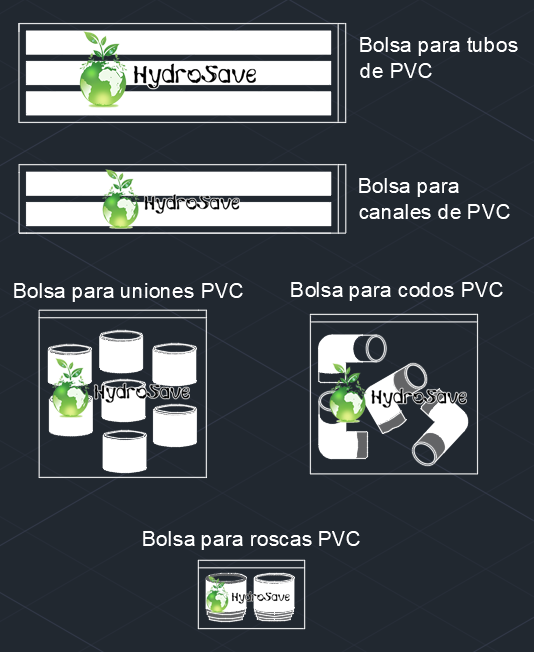 Bolsa para tubos
de PVC
HydroSave
Bolsa para
canales de PVC
HydroSave
Bolsa para uniones PVC
Bolsa para codos PVC
HydroSave
HydroSave
Bolsa para roscas PVC
HydroSave